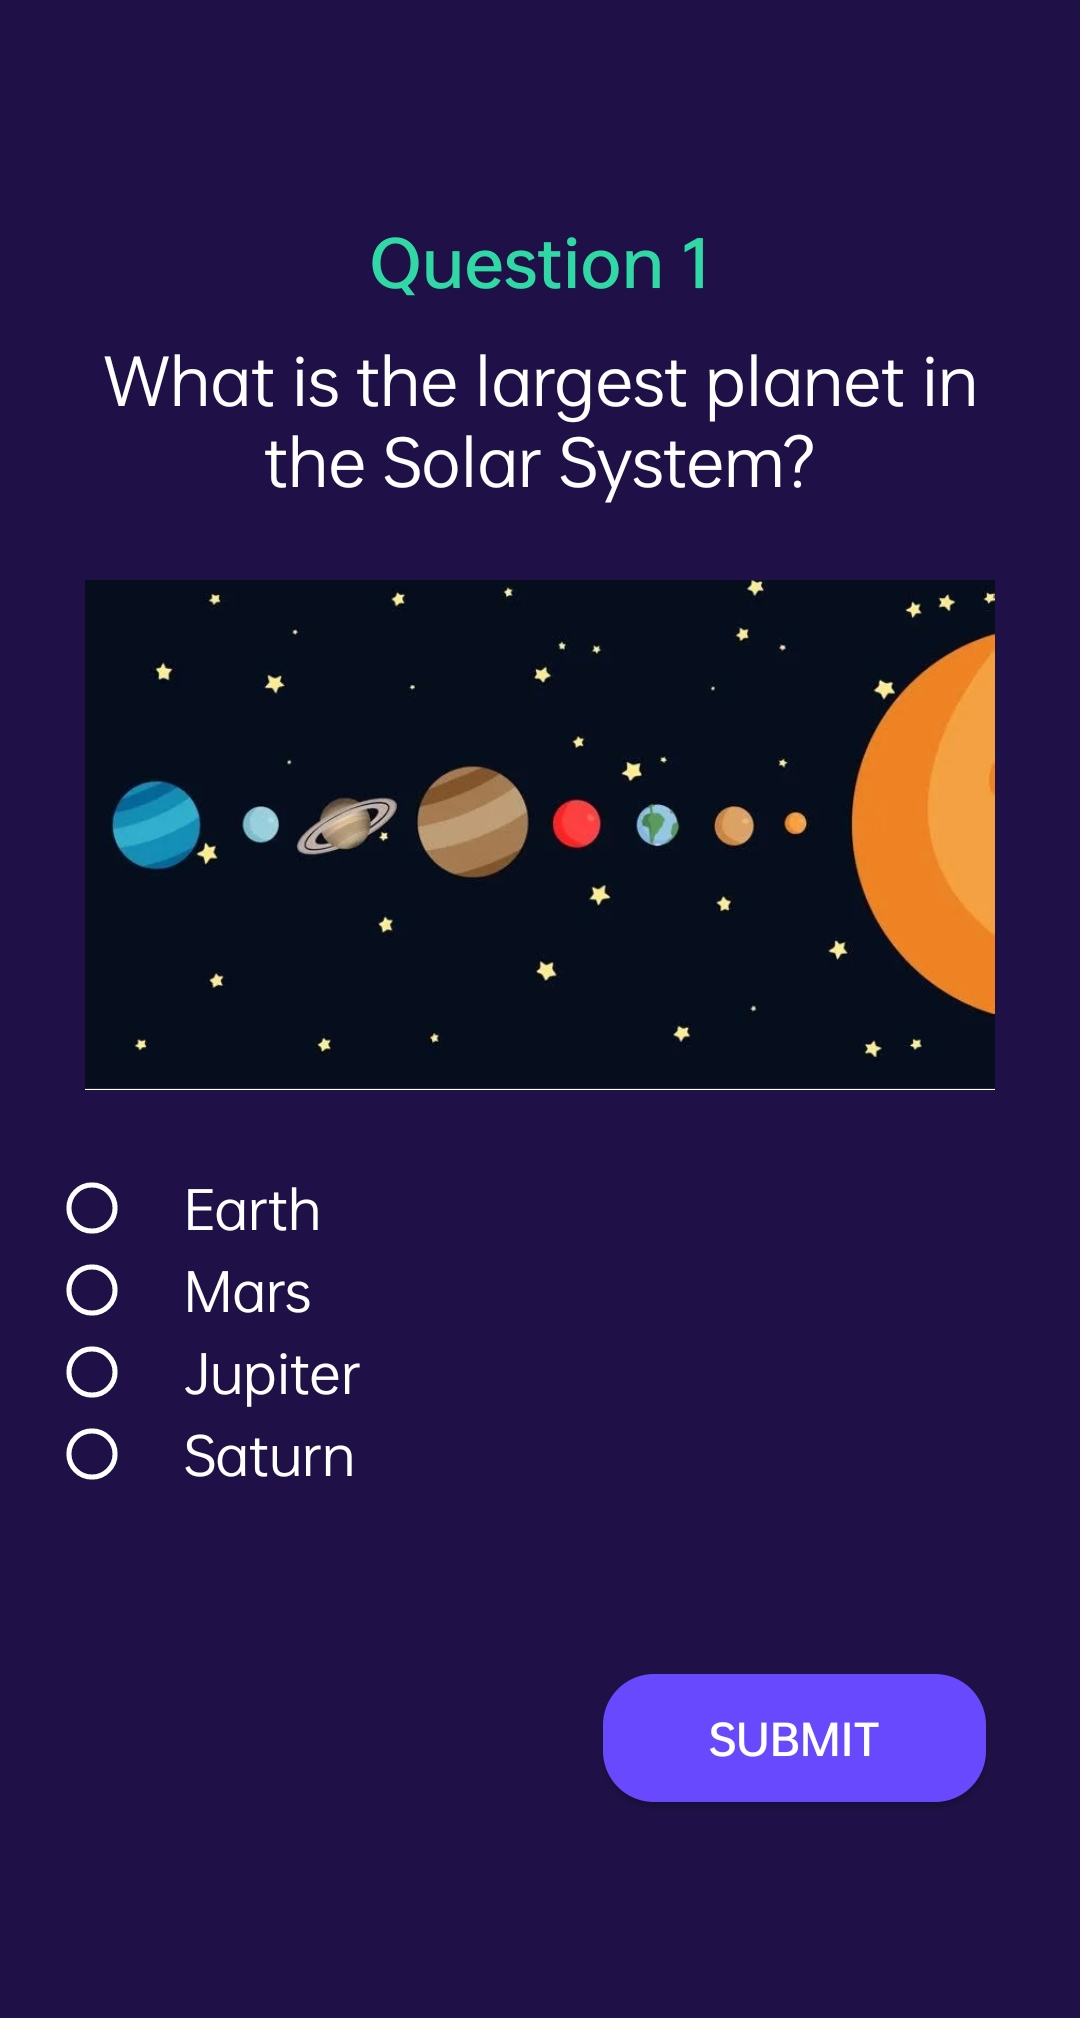 Question 1
What is the largest planet in
the Solar System?
Earth
Mars
Jupiter
Saturn
SUBMIT